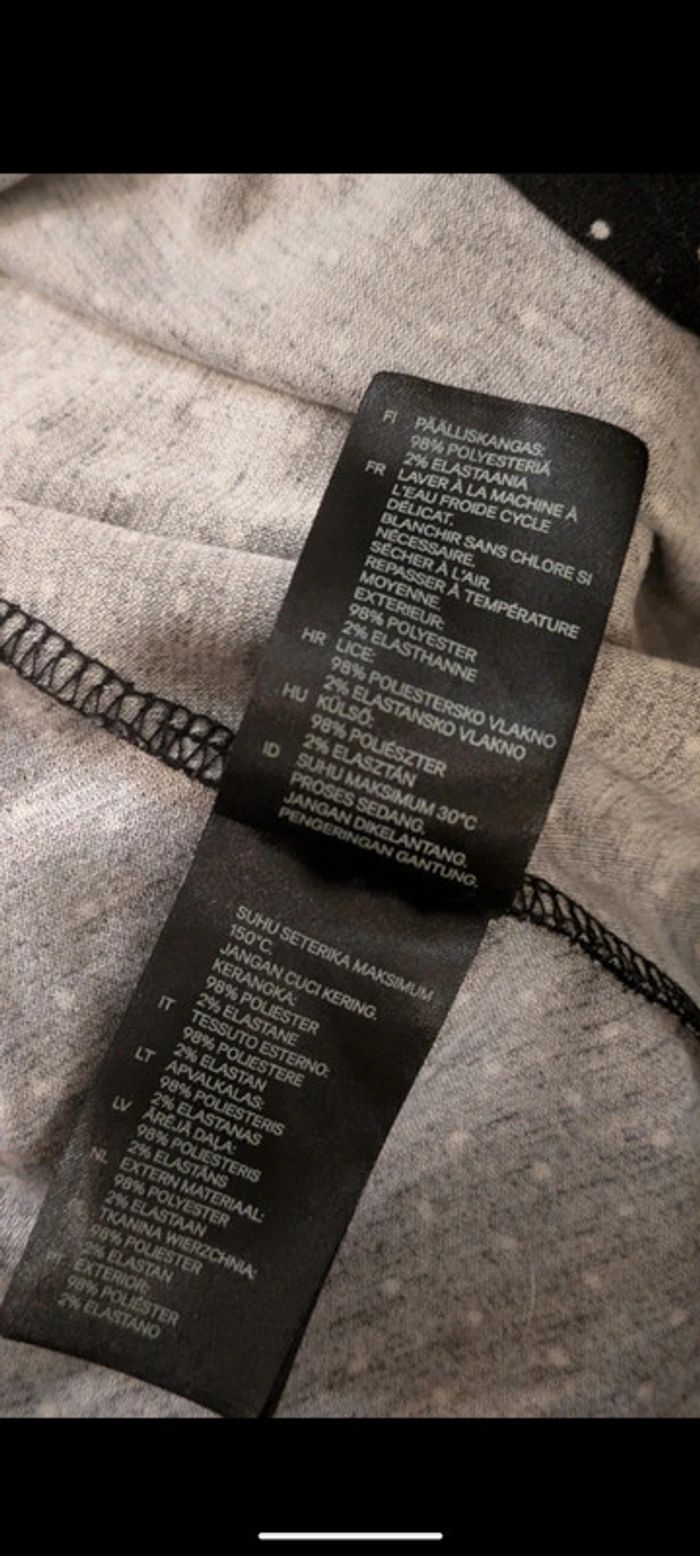 FI PÄÄLLISKANGAS:
98% POLYESTERIÄ
2% ELASTAANIA
FR LAVER À LA MACHINE À
L'EAU FROIDE CYCLE
DÉLICAT.
BLANCHIR SANS CHLORE SI
NÉCESSAIRE.
SÉCHER À L'AIR.
REPASSER À TEMPÉRATURE
MOYENNE.
EXTERIEUR:
98% POLYESTER
2% ELASTHANNE
HR LICE:
98% POLIESTERSKO VLAKNO
2% ELASTANSKO VLAKNO
HU KÜLSŐ:
98% POLIÉSZTER
2% ELASZTÁN
ID SUHU MAKSIMUM 30°C
PROSES SEDANG.
JANGAN DIKELANTANG.
PENGERINGAN GANTUNG.
SUHU SETERIKA MAKSIMUM
150°C.
JANGAN CUCI KERING.
KERANGKA:
98% POLIESTER
2% ELASTANE
IT TESSUTO ESTERNO:
98% POLIESTERE
2% ELASTAN
LT APVALKALAS:
98% POLIESTERIS
2% ELASTANAS
LV ĀRĒJĀ DAĻA:
98% POLIESTERIS
2% ELASTĀNS
NL EXTERN MATERIAAL:
98% POLYESTER
2% ELASTAAN
TKANINA WIERZCHNIA:
98% POLIESTER
2% ELASTAN
PT EXTERIOR:
98% POLIÉSTER
2% ELASTANO